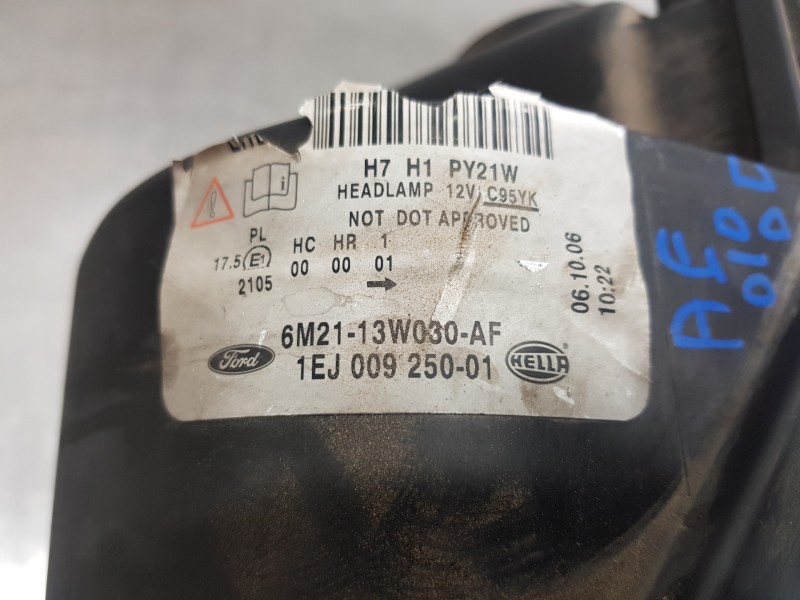 H7 H1 PY21W
HEADLAMP 12V C95YK
NOT DOT APPROVED
PL HC HR 1
17.5 E1 00 00 01
2105
06.10.06
10:22
6M21-13W030-AF
Ford
1EJ 009 250-01
HELLA
AE